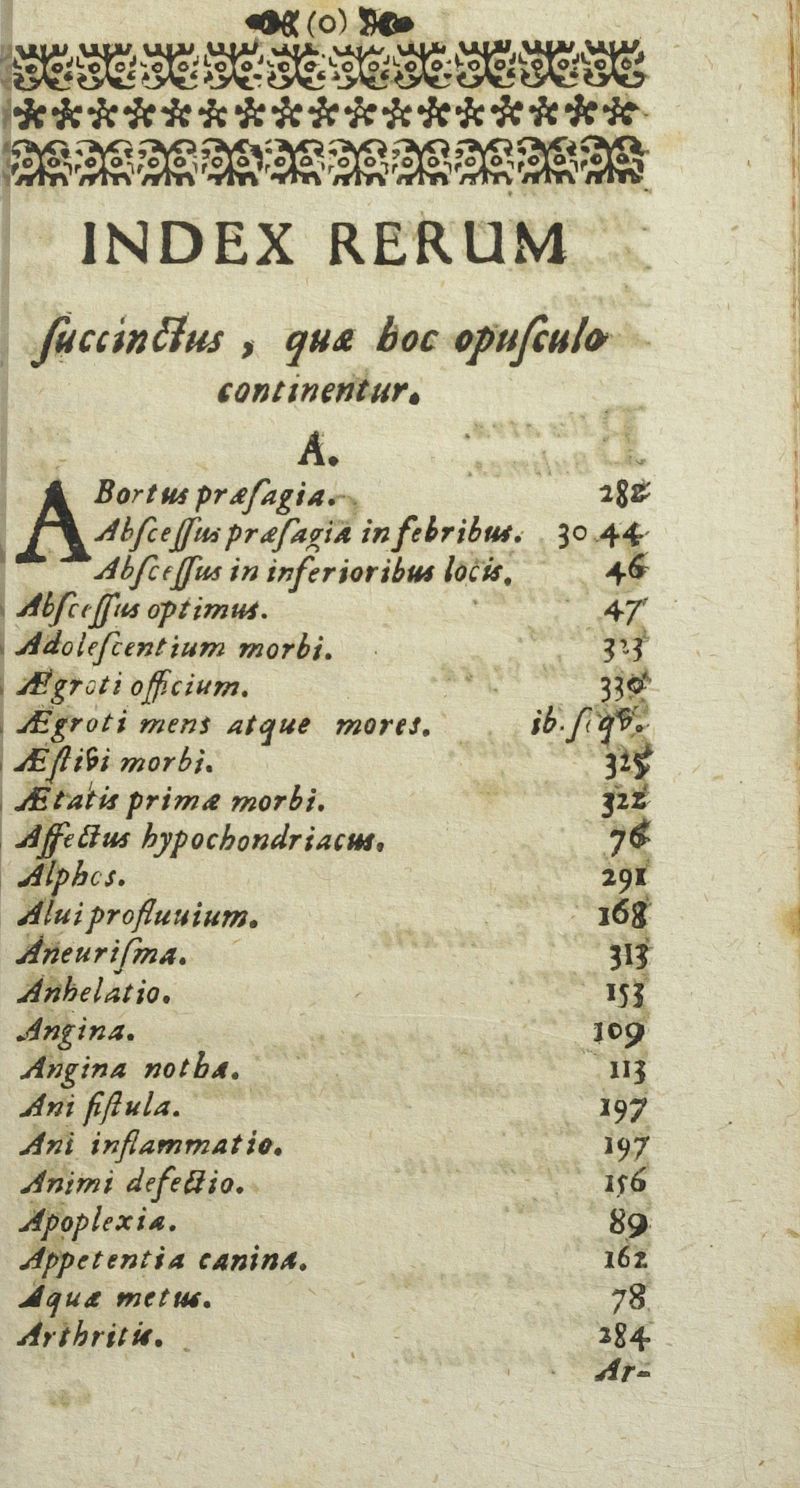 (o)
INDEX RERUM
ſuccinctus, quæ hoc opuſculo
continentur.
A.
ABortus præſagia. 282
Abſceſſus præſagia in febribus. 30 44
Abſceſſus in inferioribus locis. 46
Abſceſſus optimus. 47
Adoleſcentium morbi. 323
Ægroti officium. 330
Ægroti mens atque mores. ib. ſeqv.
Æſtivi morbi. 325
Ætatis primæ morbi. 322
Affectus hypochondriacus. 76
Alphos. 291
Alui profluuium. 168
Aneuriſma. 313
Anhelatio. 153
Angina. 109
Angina notha. 113
Ani fiſtula. 197
Ani inflammatio. 197
Animi defectio. 156
Apoplexia. 89
Appetentia canina. 162
Aquæ metus. 78
Arthritis. 284
Ar-